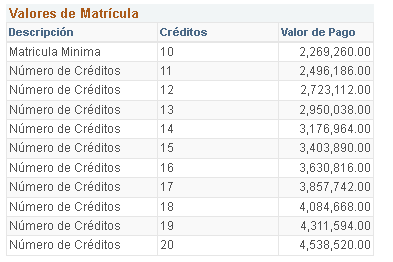 Valores de Matrícula
Descripción Créditos Valor de Pago
Matricula Minima 10 2,269,260.00
Número de Créditos 11 2,496,186.00
Número de Créditos 12 2,723,112.00
Número de Créditos 13 2,950,038.00
Número de Créditos 14 3,176,964.00
Número de Créditos 15 3,403,890.00
Número de Créditos 16 3,630,816.00
Número de Créditos 17 3,857,742.00
Número de Créditos 18 4,084,668.00
Número de Créditos 19 4,311,594.00
Número de Créditos 20 4,538,520.00